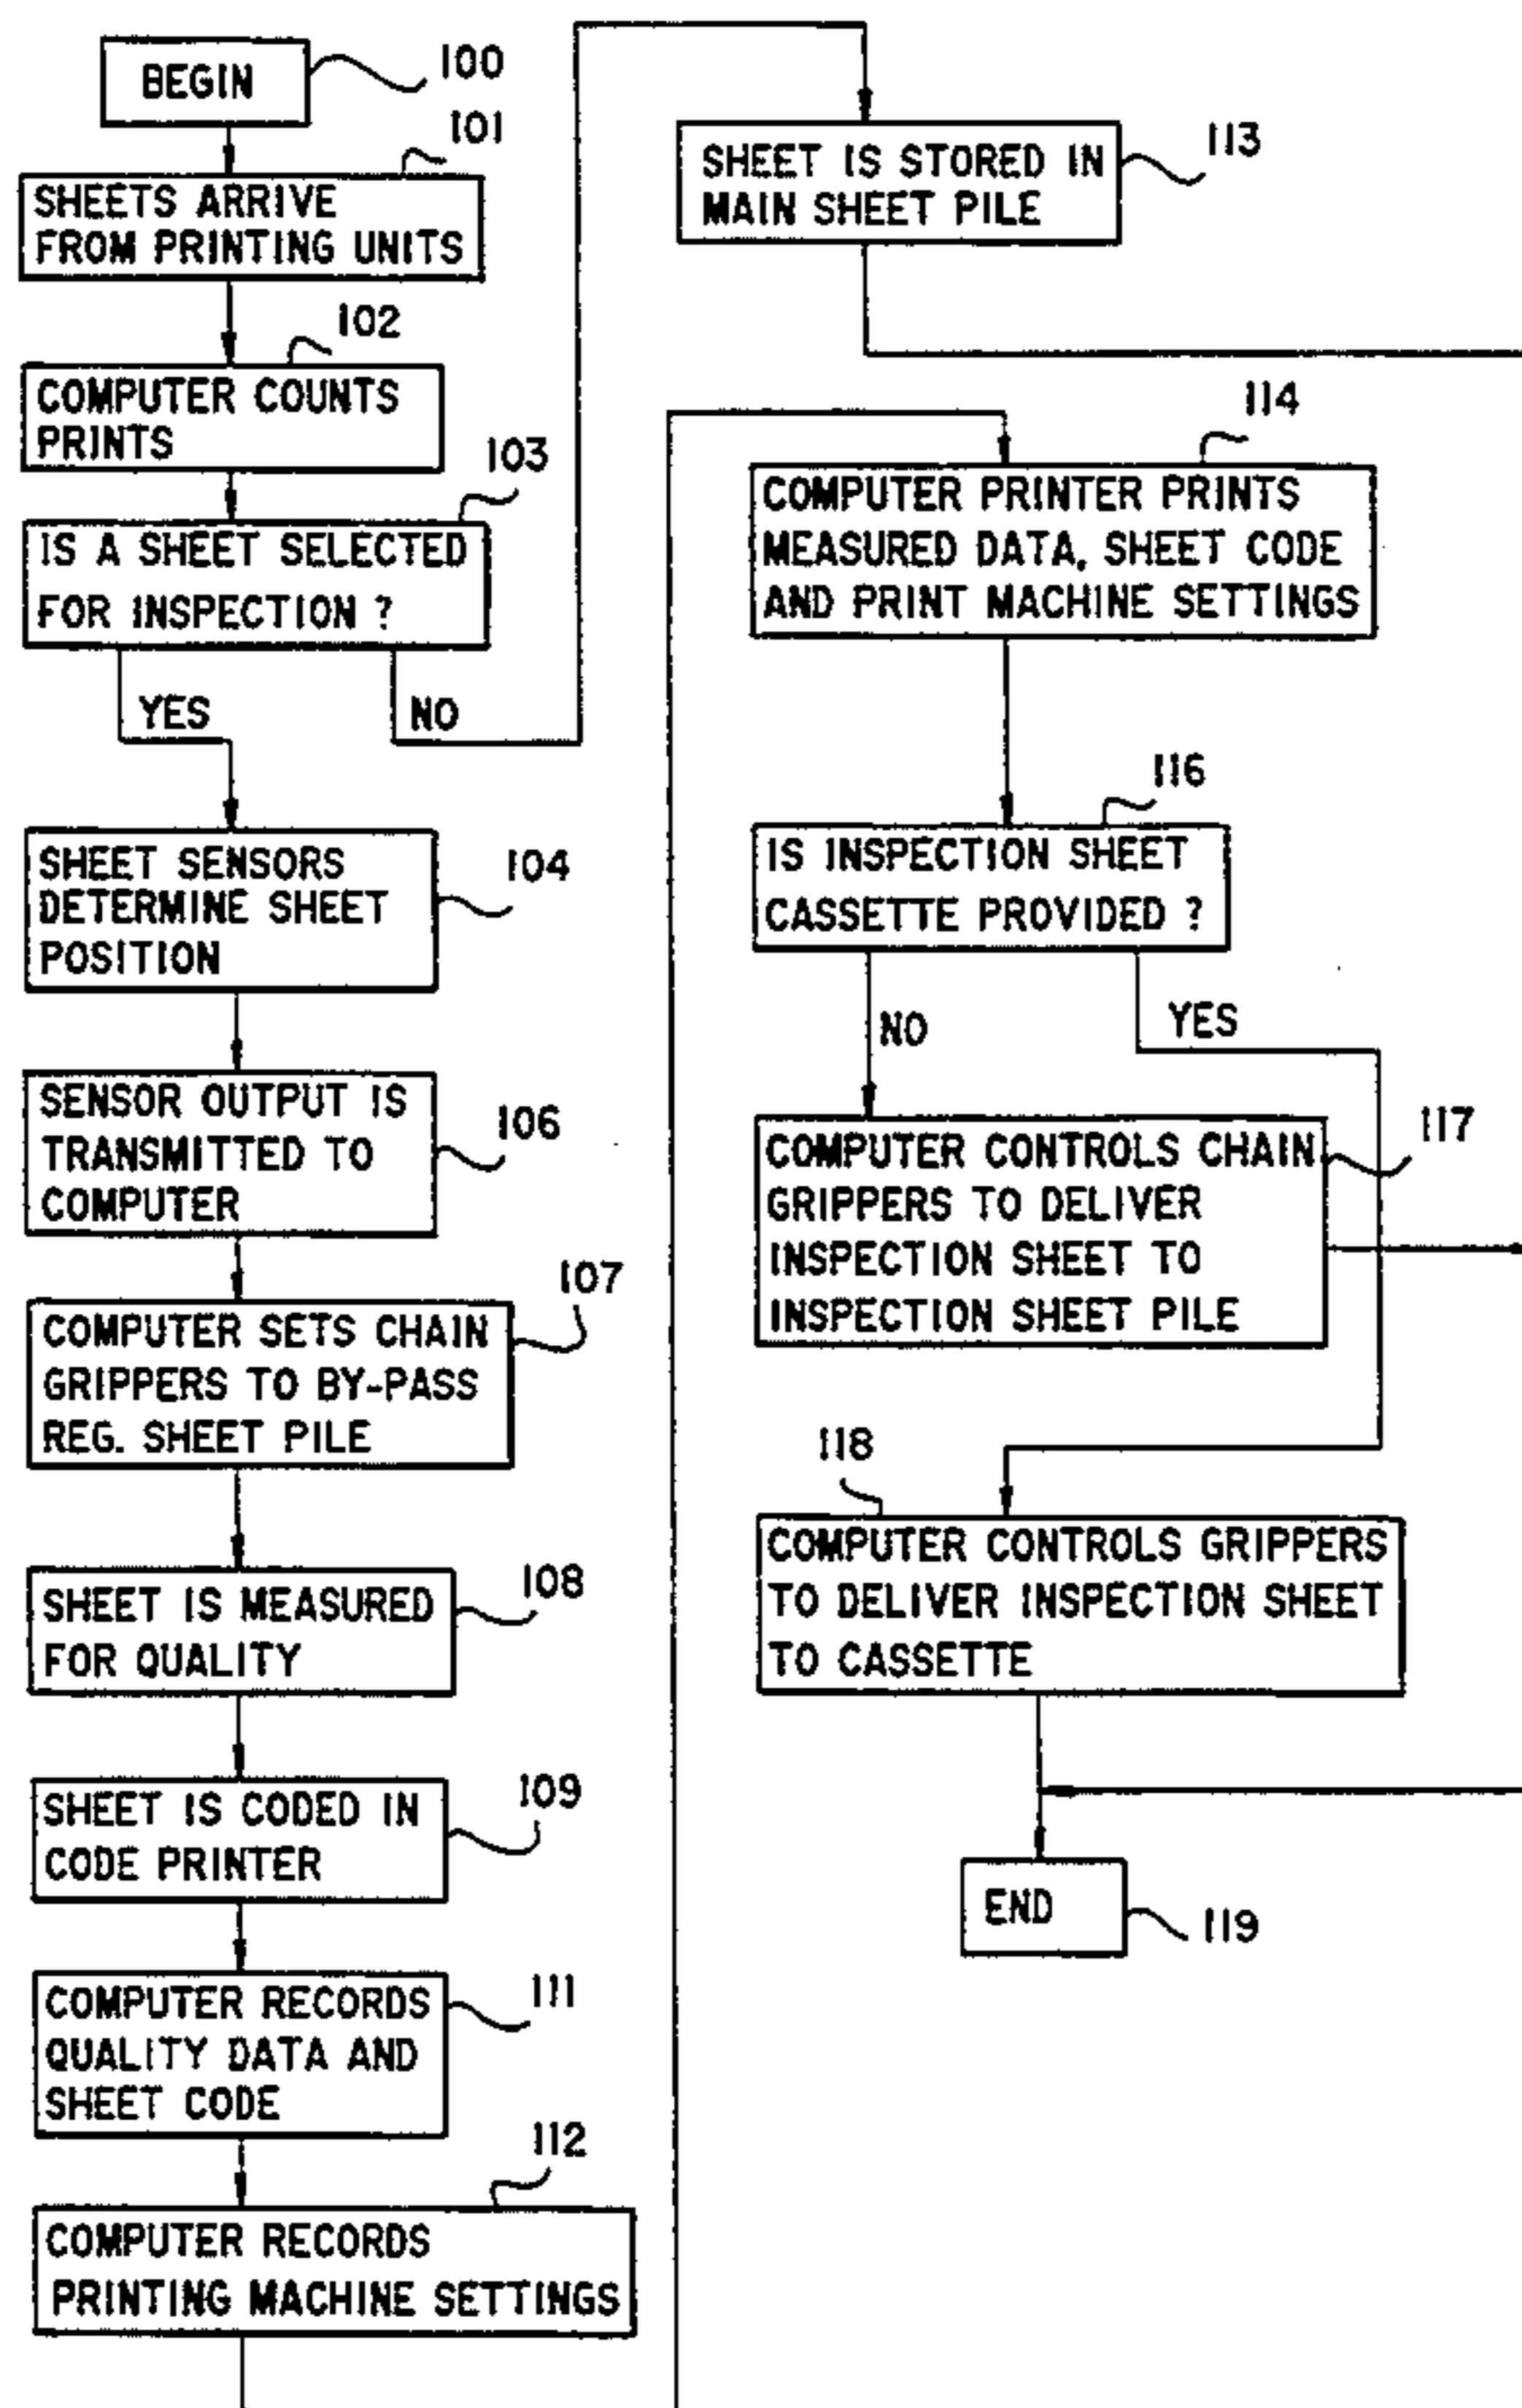 BEGIN
100
101
SHEETS ARRIVE
FROM PRINTING UNITS
102
COMPUTER COUNTS
PRINTS
103
IS A SHEET SELECTED
FOR INSPECTION ?
YES
NO
SHEET SENSORS
DETERMINE SHEET
POSITION
104
SENSOR OUTPUT IS
TRANSMITTED TO
COMPUTER
106
107
COMPUTER SETS CHAIN
GRIPPERS TO BY-PASS
REG. SHEET PILE
108
SHEET IS MEASURED
FOR QUALITY
109
SHEET IS CODED IN
CODE PRINTER
111
COMPUTER RECORDS
QUALITY DATA AND
SHEET CODE
112
COMPUTER RECORDS
PRINTING MACHINE SETTINGS
113
SHEET IS STORED IN
MAIN SHEET PILE
114
COMPUTER PRINTER PRINTS
MEASURED DATA, SHEET CODE
AND PRINT MACHINE SETTINGS
116
IS INSPECTION SHEET
CASSETTE PROVIDED ?
NO
YES
117
COMPUTER CONTROLS CHAIN
GRIPPERS TO DELIVER
INSPECTION SHEET TO
INSPECTION SHEET PILE
118
COMPUTER CONTROLS GRIPPERS
TO DELIVER INSPECTION SHEET
TO CASSETTE
END
119